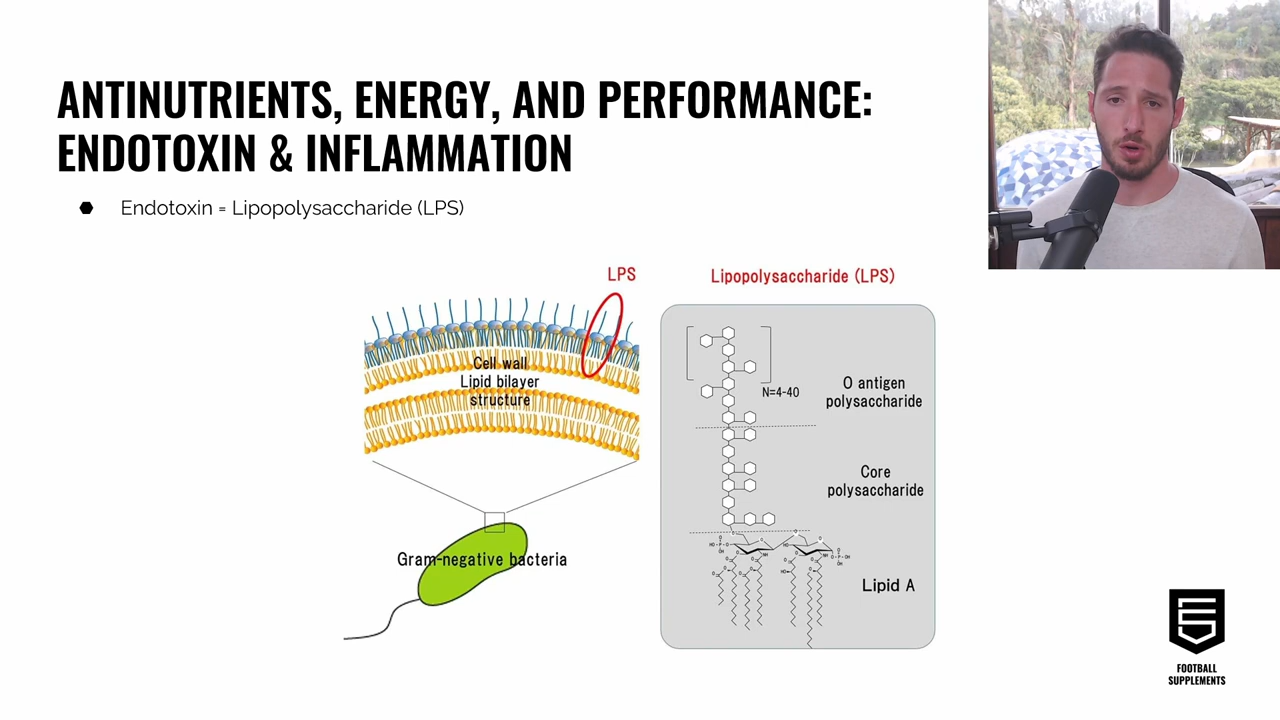 ANTINUTRIENTS, ENERGY, AND PERFORMANCE:
ENDOTOXIN & INFLAMMATION
Endotoxin = Lipopolysaccharide (LPS)
LPS
Cell wall
Lipid bilayer
structure
Gram-negative bacteria
Lipopolysaccharide (LPS)
N=4-40
O antigen
polysaccharide
Core
polysaccharide
Lipid A
FOOTBALL
SUPPLEMENTS